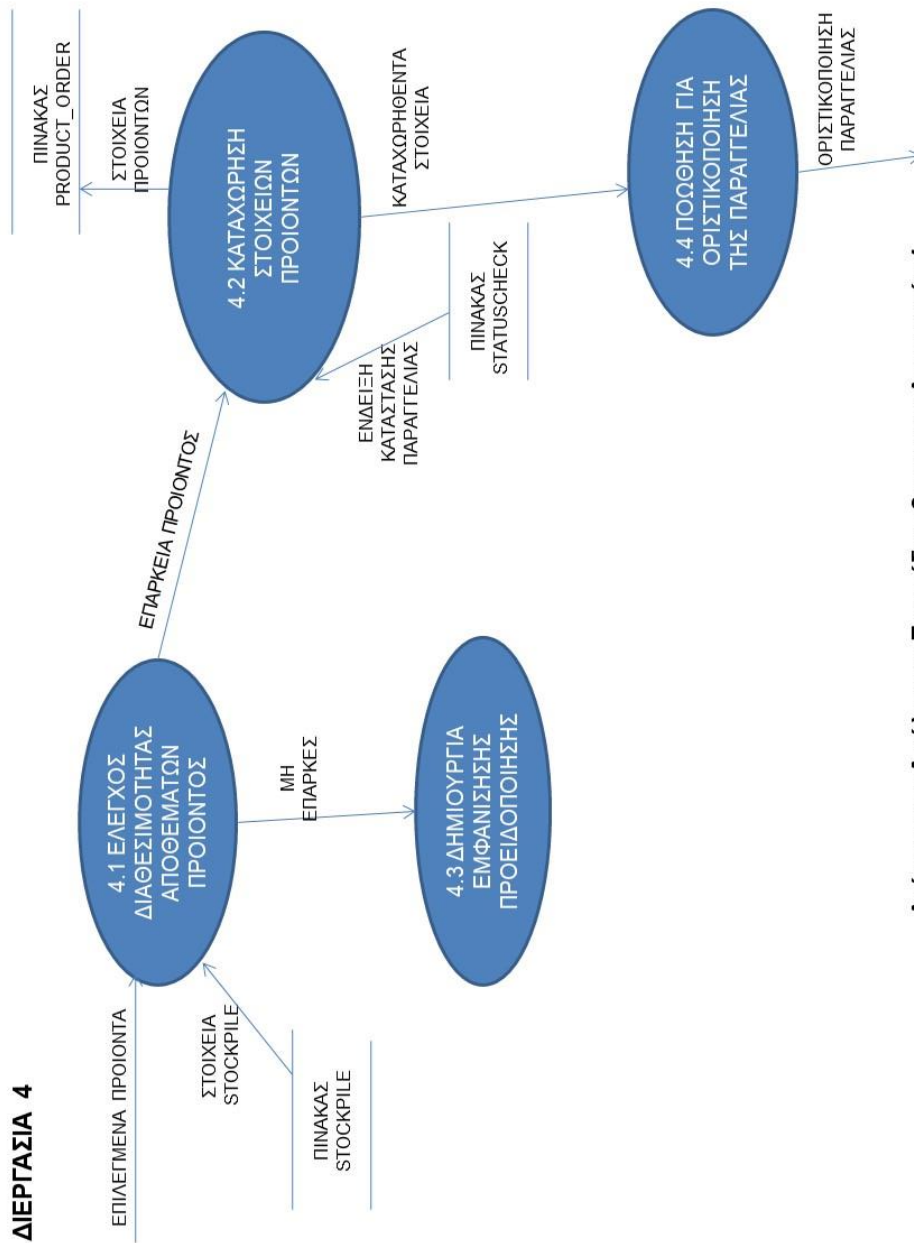 ΔΙΕΡΓΑΣΙΑ 4
ΕΠΙΛΕΓΜΕΝΑ ΠΡΟΙΟΝΤΑ
ΣΤΟΙΧΕΙΑ
STOCKPILE
ΠΙΝΑΚΑΣ
STOCKPILE
4.1 ΕΛΕΓΧΟΣ
ΔΙΑΘΕΣΙΜΟΤΗΤΑΣ
ΑΠΟΘΕΜΑΤΩΝ
ΠΡΟΙΟΝΤΟΣ
ΜΗ
ΕΠΑΡΚΕΣ
4.3 ΔΗΜΙΟΥΡΓΙΑ
ΕΜΦΑΝΙΣΗΣΗΣ
ΠΡΟΕΙΔΟΠΟΙΗΣΗΣ
ΕΠΑΡΚΕΙΑ ΠΡΟΙΟΝΤΟΣ
ΠΙΝΑΚΑΣ
PRODUCT_ORDER
ΣΤΟΙΧΕΙΑ
ΠΡΟΙΟΝΤΩΝ
4.2 ΚΑΤΑΧΩΡΗΣΗ
ΣΤΟΙΧΕΙΩΝ
ΠΡΟΙΟΝΤΩΝ
ΕΝΔΕΙΞΗ
ΚΑΤΑΣΤΑΣΗΣ
ΠΑΡΑΓΓΕΛΙΑΣ
ΠΙΝΑΚΑΣ
STATUSCHECK
ΚΑΤΑΧΩΡΗΘΕΝΤΑ
ΣΤΟΙΧΕΙΑ
4.4 ΠΟΩΘΗΣΗ ΓΙΑ
ΟΡΙΣΤΙΚΟΠΟΙΗΣΗ
ΤΗΣ ΠΑΡΑΓΓΕΛΙΑΣ
ΟΡΙΣΤΙΚΟΠΟΙΗΣΗ
ΠΑΡΑΓΓΕΛΙΑΣ